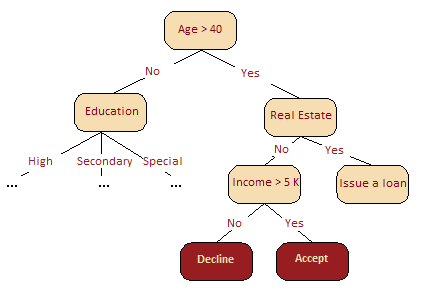 Age > 40
No
Yes
Education
Real Estate
High
Secondary
Special
No
Yes
...
...
...
Income > 5 K
Issue a loan
No
Yes
Decline
Accept